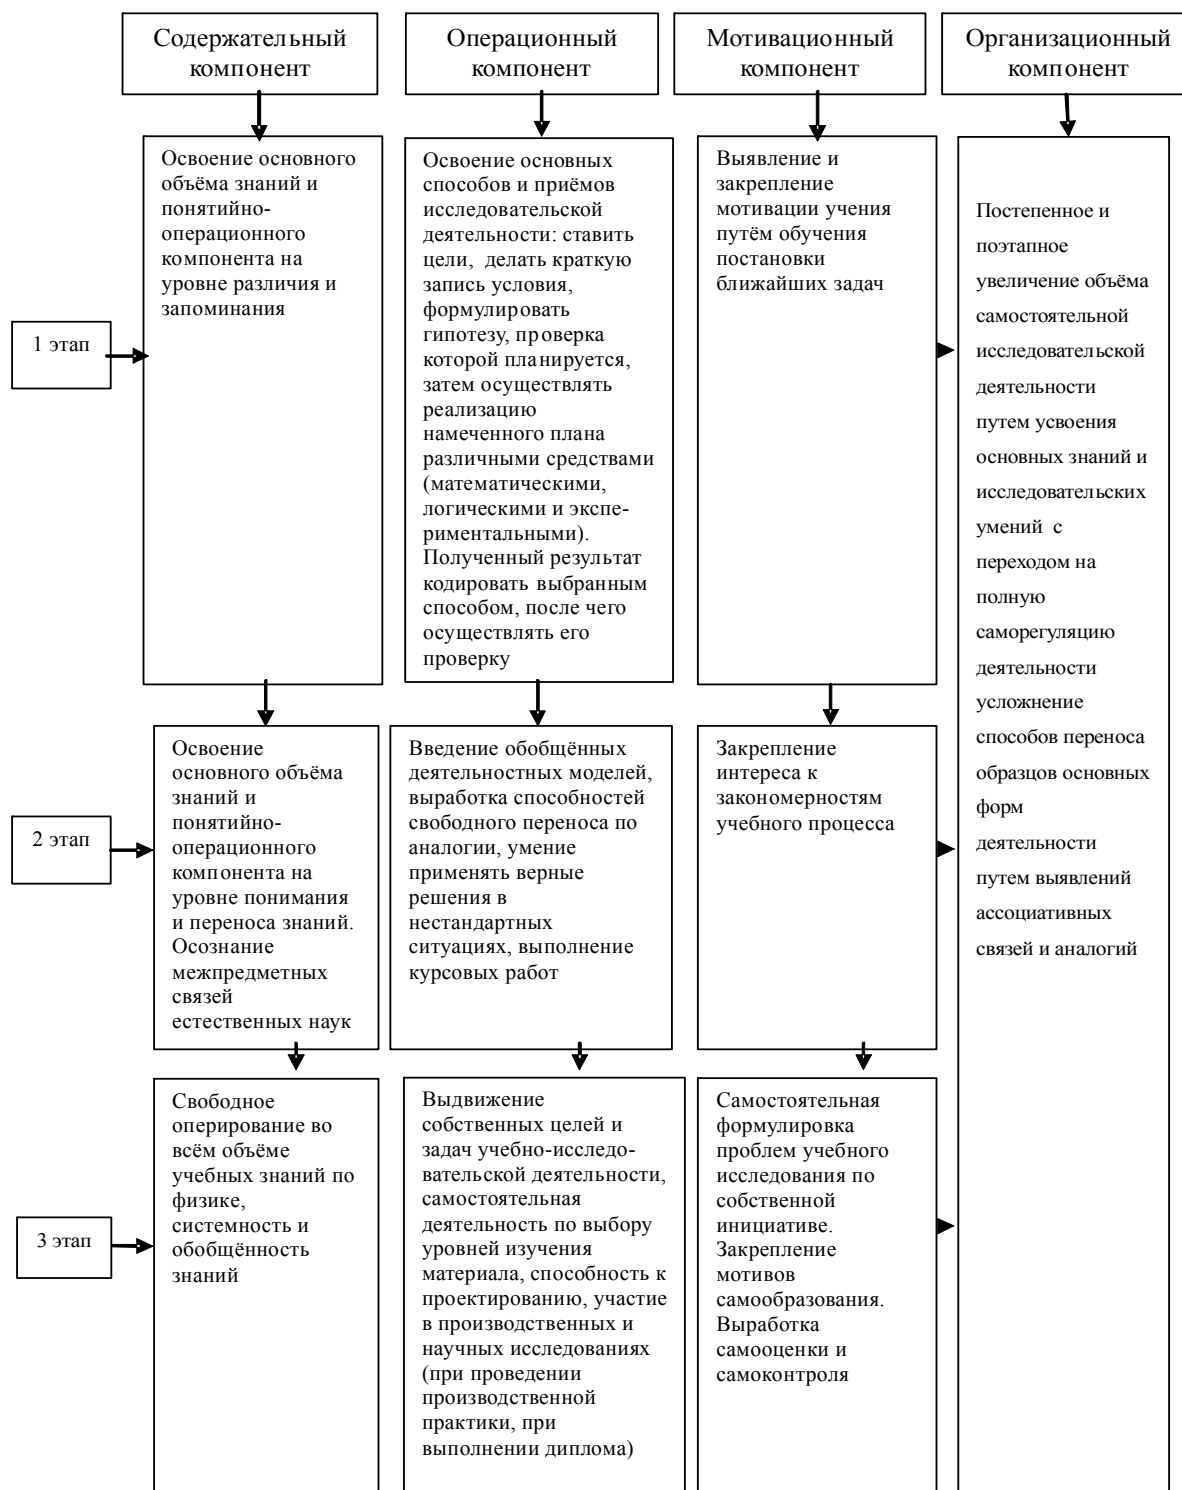 Содержательный
компонент
Операционный
компонент
Мотивационный
компонент
Организационный
компонент
1 этап
Освоение основного
объёма знаний и
понятийно-
операционного
компонента на
уровне различия и
запоминания
Освоение основных
способов и приёмов
исследовательской
деятельности: ставить
цели, делать краткую
запись условия,
формулировать
гипотезу, проверка
которой планируется,
затем осуществлять
реализацию
намеченного плана
различными средствами
(математическими,
логическими и экспе-
риментальными).
Полученный результат
кодировать выбранным
способом, после чего
осуществлять его
проверку
Выявление и
закрепление
мотивации учения
путём обучения
постановки
ближайших задач
Постепенное и
поэтапное
увеличение объёма
самостоятельной
исследовательской
деятельности
путем усвоения
основных знаний и
исследовательских
умений с
переходом на
полную
саморегуляцию
деятельности
усложнение
способов переноса
образцов основных
форм
деятельности
путем выявлений
ассоциативных
связей и аналогий
2 этап
Освоение
основного объёма
знаний и
понятийно-
операционного
компонента на
уровне понимания
и переноса знаний.
Осознание
межпредметных
связей
естественных наук
Введение обобщённых
деятельностных моделей,
выработка способностей
свободного переноса по
аналогии, умение
применять верные
решения в
нестандартных
ситуациях, выполнение
курсовых работ
Закрепление
интереса к
закономерностям
учебного процесса
3 этап
Свободное
оперирование во
всём объёме
учебных знаний по
физике,
системность и
обобщённость
знаний
Выдвижение
собственных целей и
задач учебно-исследо-
вательской деятельности,
самостоятельная
деятельность по выбору
уровней изучения
материала, способность к
проектированию, участие
в производственных и
научных исследованиях
(при проведении
производственной
практики, при
выполнении диплома)
Самостоятельная
формулировка
проблем учебного
исследования по
собственной
инициативе.
Закрепление
мотивов
самообразования.
Выработка
самооценки и
самоконтроля